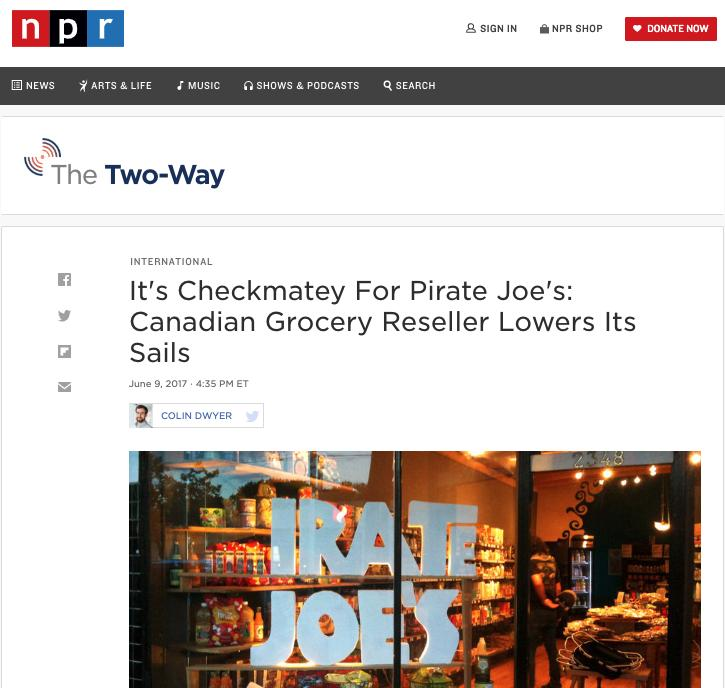 npr
SIGN IN
NPR SHOP
DONATE NOW
NEWS
ARTS & LIFE
MUSIC
SHOWS & PODCASTS
SEARCH
The Two-Way
INTERNATIONAL
It's Checkmatey For Pirate Joe's:
Canadian Grocery Reseller Lowers Its
Sails
June 9, 2017 · 4:35 PM ET
COLIN DWYER
2348
IRATE
JOE'S